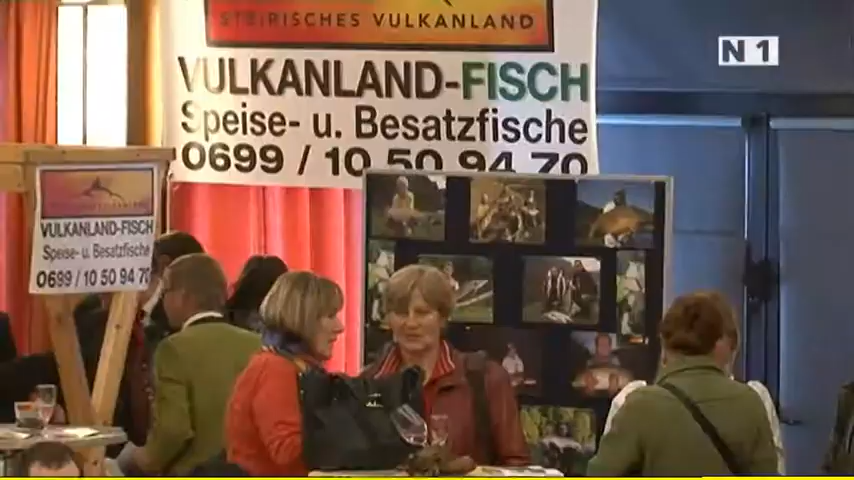 N 1
STEIRISCHES VULKANLAND
VULKANLAND-FISCH
Speise- u. Besatzfische
0699 / 10 50 94 70
VULKANLAND-FISCH
Speise- u. Besatzfische
0699 / 10 50 94 70